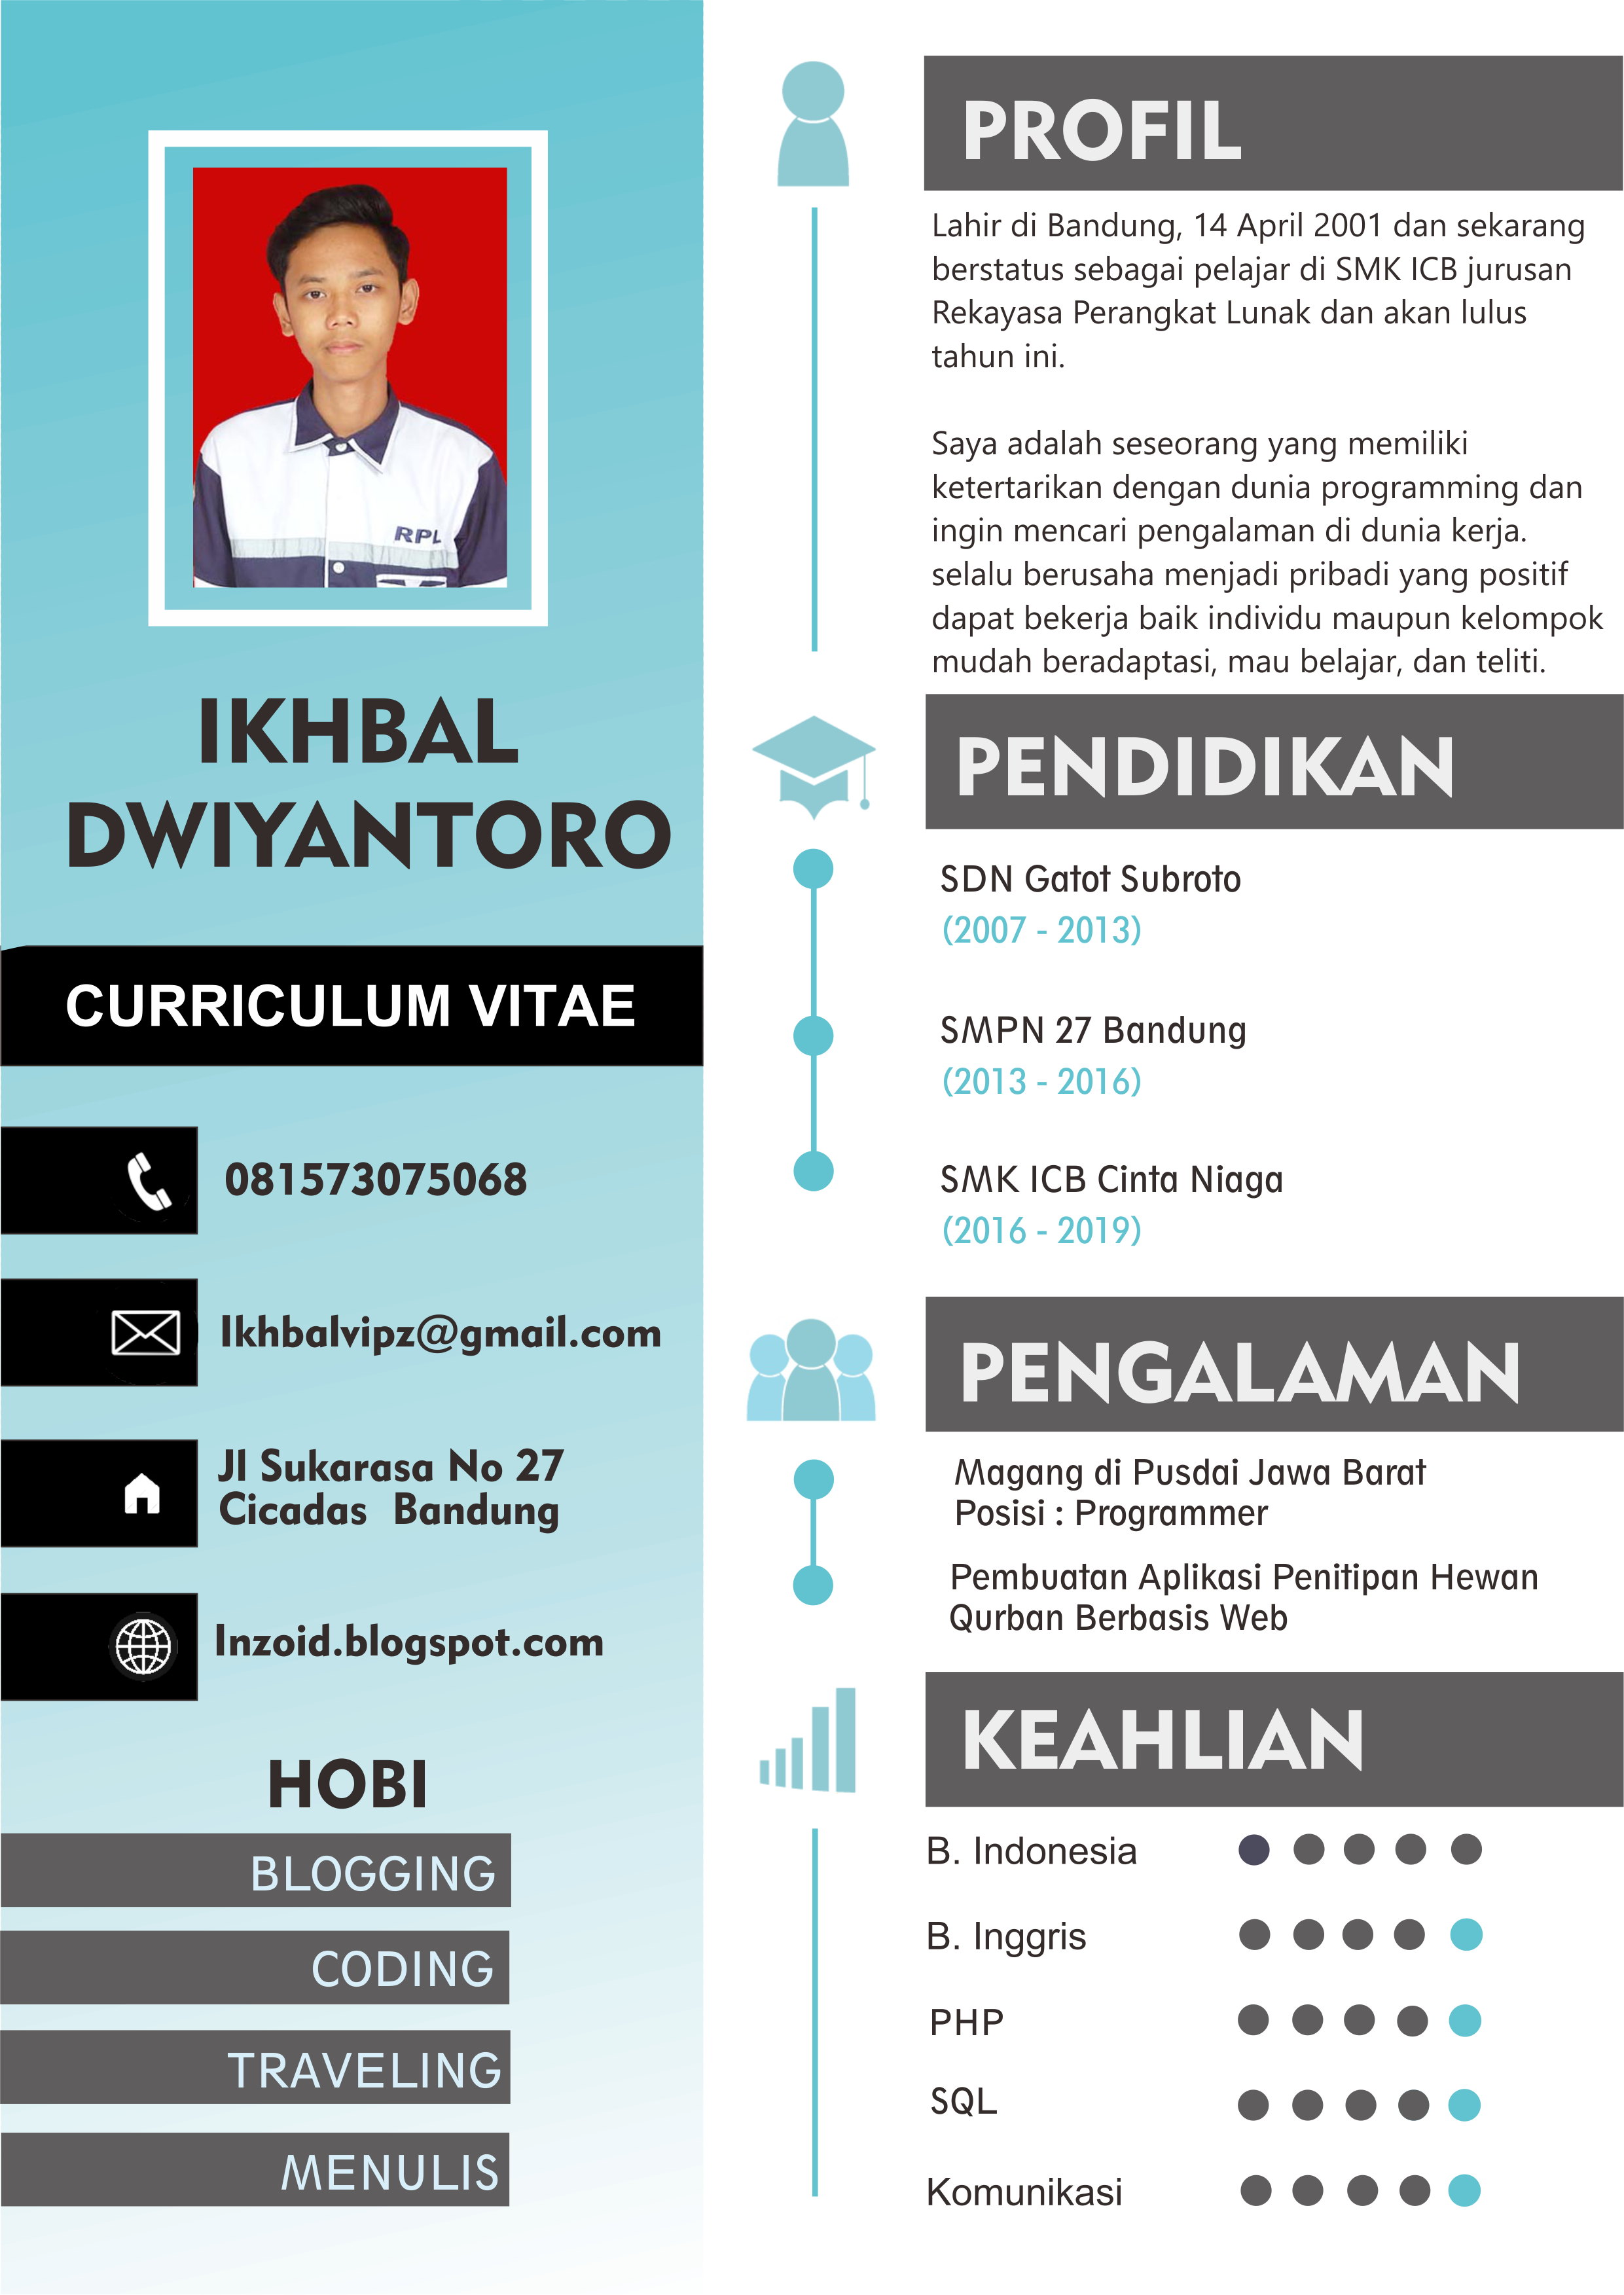 RPL
IKHBAL
DWIYANTORO
CURRICULUM VITAE
081573075068
Ikhbalvipz@gmail.com
Jl Sukarasa No 27
Cicadas  Bandung
Inzoid.blogspot.com
HOBI
BLOGGING
CODING
TRAVELING
MENULIS
PROFIL
Lahir di Bandung, 14 April 2001 dan sekarang
berstatus sebagai pelajar di SMK ICB jurusan
Rekayasa Perangkat Lunak dan akan lulus
tahun ini.
Saya adalah seseorang yang memiliki
ketertarikan dengan dunia programming dan
ingin mencari pengalaman di dunia kerja.
selalu berusaha menjadi pribadi yang positif
dapat bekerja baik individu maupun kelompok
mudah beradaptasi, mau belajar, dan teliti.
PENDIDIKAN
SDN Gatot Subroto
(2007 - 2013)
SMPN 27 Bandung
(2013 - 2016)
SMK ICB Cinta Niaga
(2016 - 2019)
PENGALAMAN
Magang di Pusdai Jawa Barat
Posisi : Programmer
Pembuatan Aplikasi Penitipan Hewan
Qurban Berbasis Web
KEAHLIAN
B. Indonesia
B. Inggris
PHP
SQL
Komunikasi